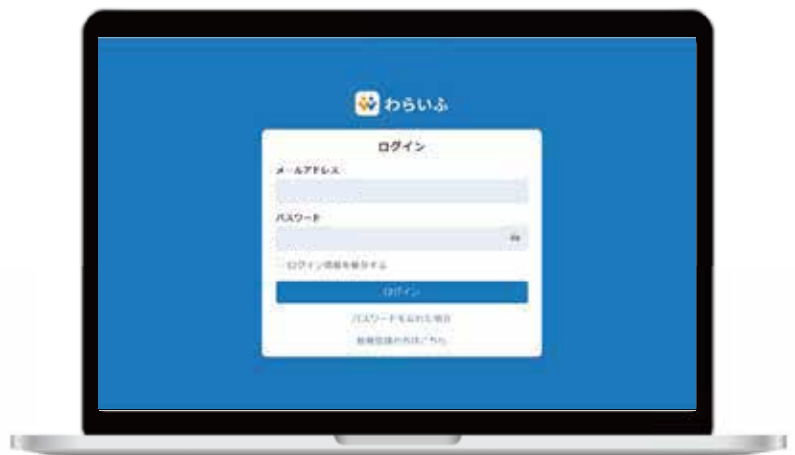 わらいふ
ログイン
メールアドレス
パスワード
ログイン情報を保存する
ログイン
パスワードを忘れた場合
新規登録の方はこちら